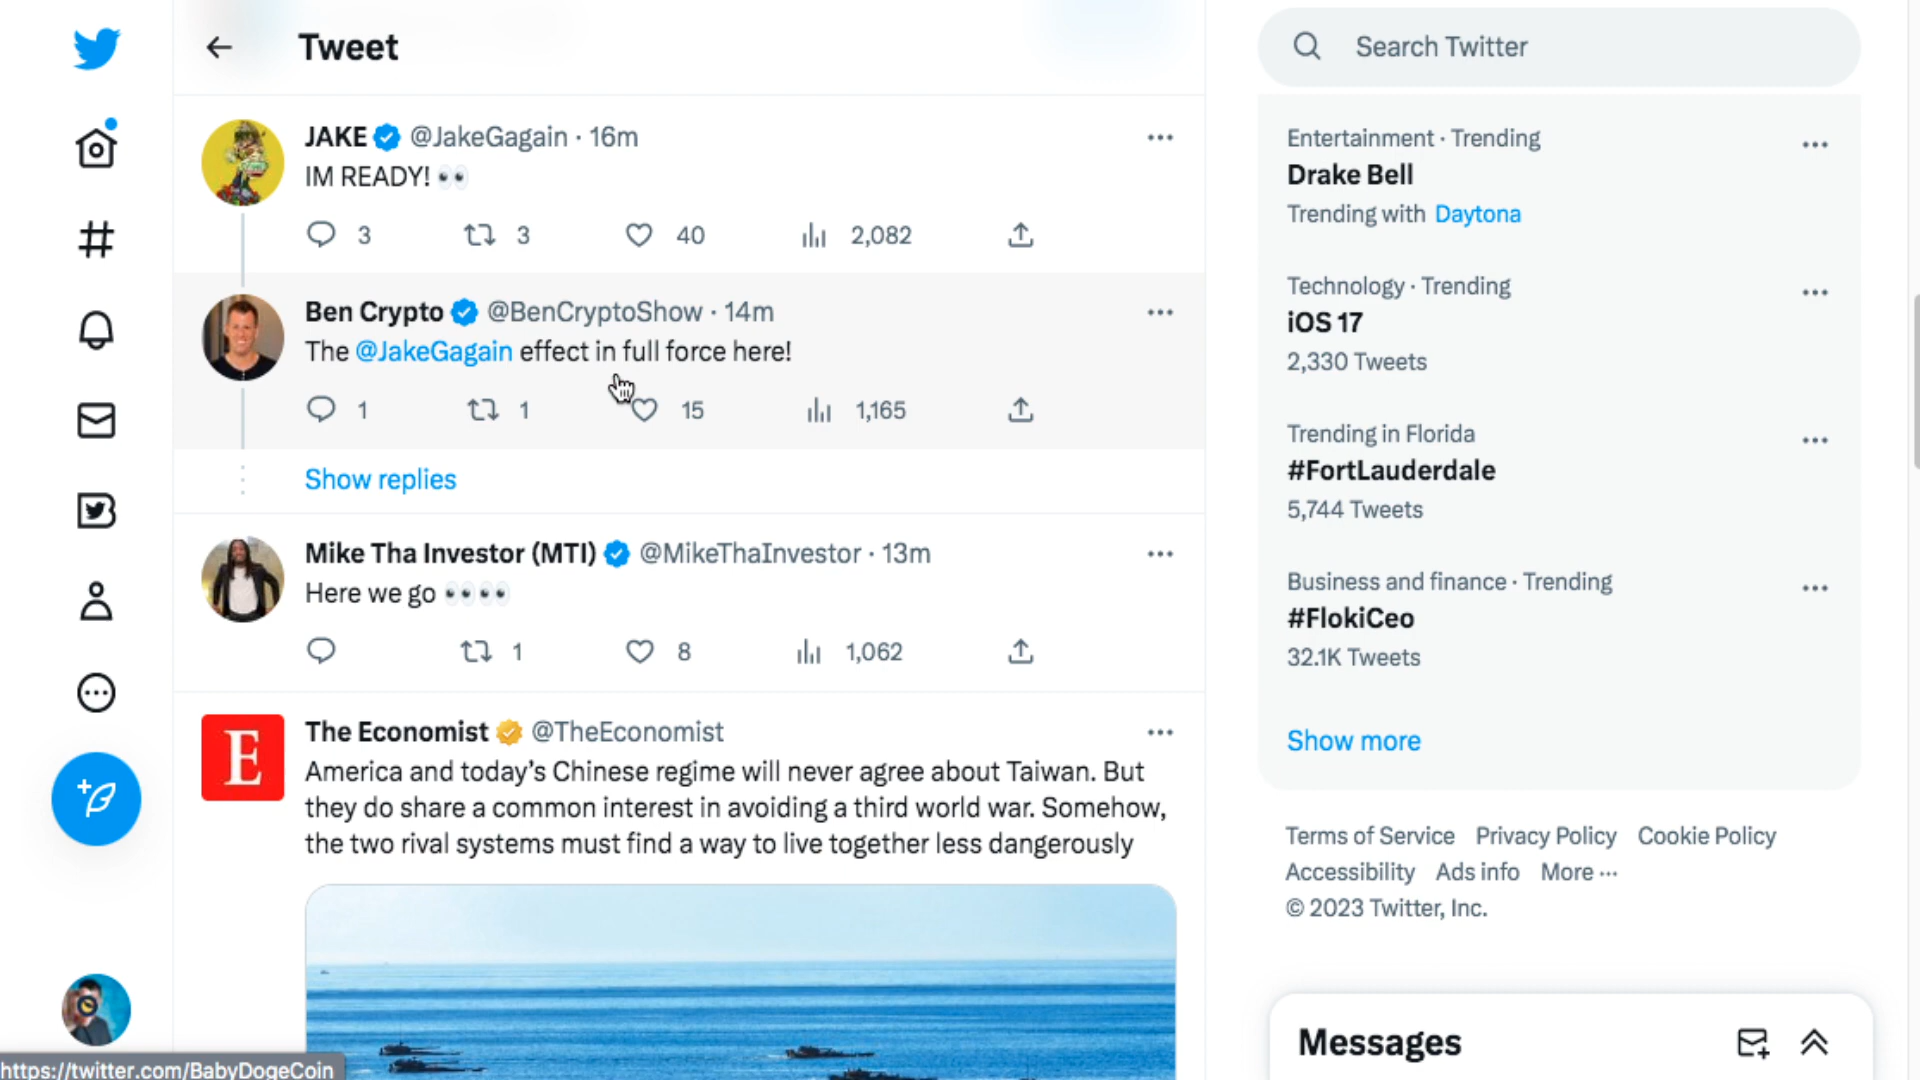 Tweet
JAKE @JakeGagain · 16m
IM READY! 👀
3 3 40 2,082
Ben Crypto @BenCryptoShow · 14m
The @JakeGagain effect in full force here!
1 1 15 1,165
Show replies
Mike Tha Investor (MTI) @MikeThaInvestor · 13m
Here we go 👀👀
1 8 1,062
E
The Economist @TheEconomist
America and today's Chinese regime will never agree about Taiwan. But
they do share a common interest in avoiding a third world war. Somehow,
the two rival systems must find a way to live together less dangerously
https://twitter.com/BabyDogeCoin
Search Twitter
Entertainment · Trending
Drake Bell
Trending with Daytona
Technology · Trending
iOS 17
2,330 Tweets
Trending in Florida
#FortLauderdale
5,744 Tweets
Business and finance · Trending
#FlokiCeo
32.1K Tweets
Show more
Terms of Service Privacy Policy Cookie Policy
Accessibility Ads info More ···
© 2023 Twitter, Inc.
Messages